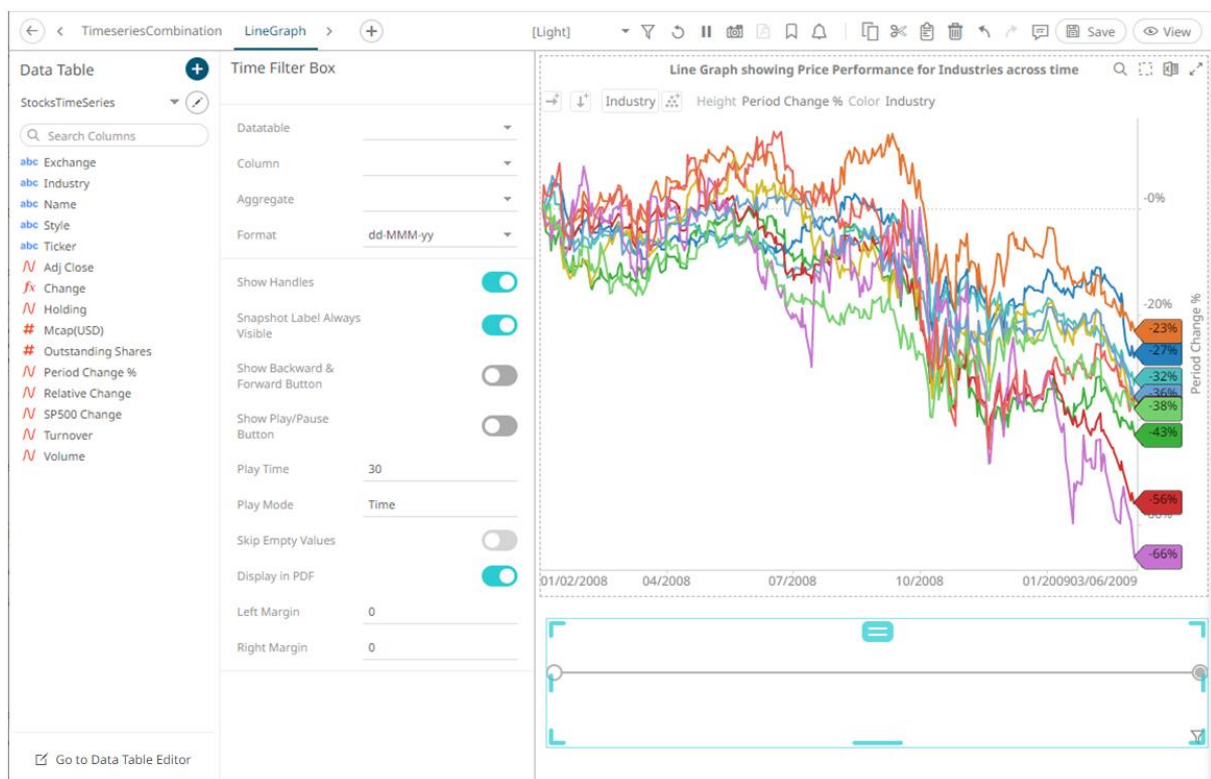 TimeseriesCombination
LineGraph
[Light]
Save
View
Data Table
StocksTimeSeries
Search Columns
abc Exchange
abc Industry
abc Name
abc Style
abc Ticker
Adj Close
fx Change
Holding
# Mcap(USD)
# Outstanding Shares
Period Change %
Relative Change
SP500 Change
Turnover
Volume
Go to Data Table Editor
Time Filter Box
Datatable
Column
Aggregate
Format dd-MMM-yy
Show Handles
Snapshot Label Always
Visible
Show Backward &
Forward Button
Show Play/Pause
Button
Play Time 30
Play Mode Time
Skip Empty Values
Display in PDF
Left Margin 0
Right Margin 0
Line Graph showing Price Performance for Industries across time
Industry Height Period Change % Color Industry
-0%
-20%
Period Change %
-23%
-27%
-32%
-36%
-38%
-43%
-56%
-66%
01/02/2008 04/2008 07/2008 10/2008 01/2009 03/06/2009